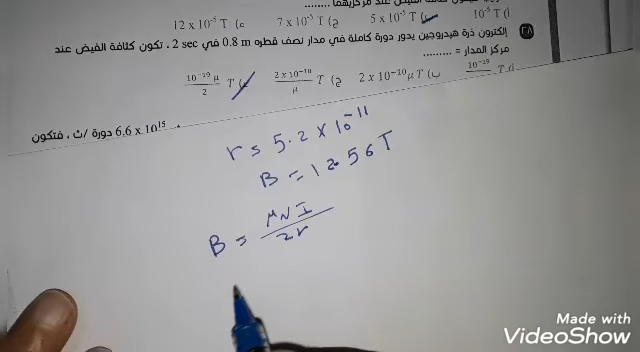 أ) 10⁻⁵ T ب) 5 x 10⁻⁵ T ج) 7 x 10⁻⁵ T د) 12 x 10⁻⁵ T
٢٨ إلكترون ذرة هيدروجين يدور دورة كاملة في مدار نصف قطره 0.8 m في 2 sec ، تكون كثافة الفيض عند
مركز المدار = .........
ب) 2 x 10⁻¹⁰ μ T ج) 2 x 10⁻¹⁰ / μ T د) 10⁻¹⁹ μ / 2 T
6.6 x 10¹⁵ دورة /ث ، فتكون
r = 5.2 x 10⁻¹¹
B = 12.56 T
B = μNI / 2r
Made with
VideoShow